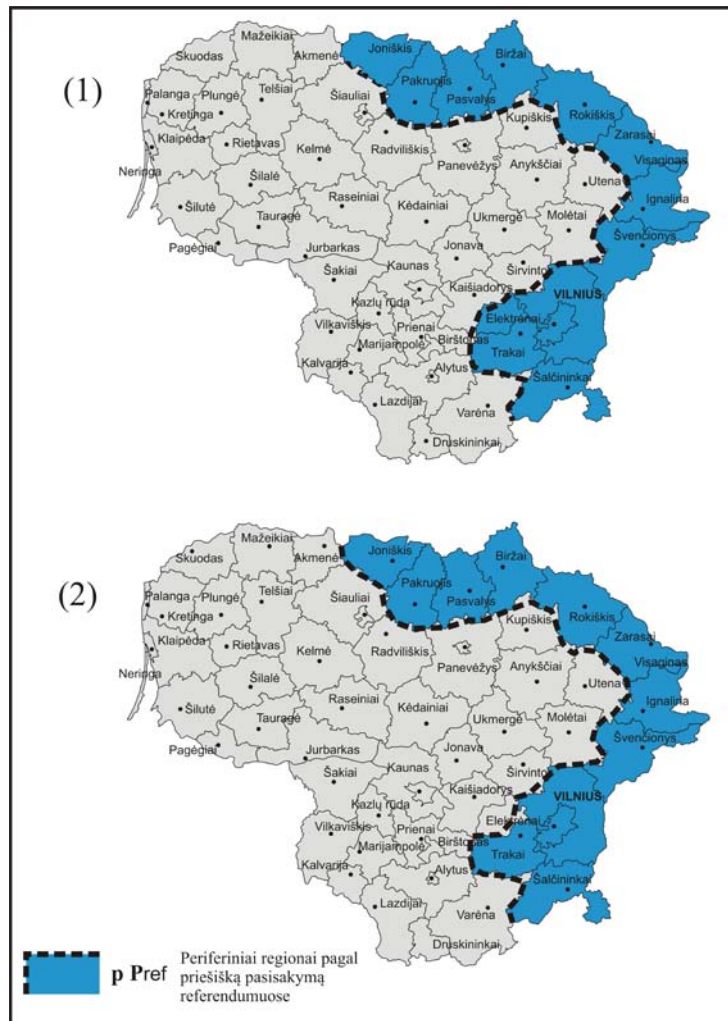 (1)
Mažeikiai
Skuodas
Akmenė
Joniškis
Biržai
Palanga
Plungė
Telšiai
Šiauliai
Pakruojis
Pasvalys
Rokiškis
Kretinga
Kupiškis
Zarasai
Klaipėda
Rietavas
Kelmė
Radviliškis
Panevėžys
Visaginas
Neringa
Šilalė
Anykščiai
Utena
Ignalina
Šilutė
Raseiniai
Kėdainiai
Tauragė
Ukmergė
Molėtai
Švenčionys
Pagėgiai
Jurbarkas
Jonava
Šakiai
Kaunas
Širvintos
Kaišiadorys
VILNIUS
Kazlų rūda
Elektrėnai
Vilkaviškis
Prienai
Birštonas
Marijampolė
Trakai
Kalvarija
Alytus
Šalčininkai
Lazdijai
Varėna
Druskininkai
(2)
Mažeikiai
Skuodas
Akmenė
Joniškis
Biržai
Palanga
Plungė
Telšiai
Šiauliai
Pakruojis
Pasvalys
Rokiškis
Kretinga
Kupiškis
Zarasai
Klaipėda
Rietavas
Kelmė
Radviliškis
Panevėžys
Visaginas
Neringa
Šilalė
Anykščiai
Utena
Ignalina
Šilutė
Raseiniai
Kėdainiai
Tauragė
Ukmergė
Molėtai
Švenčionys
Pagėgiai
Jurbarkas
Jonava
Šakiai
Kaunas
Širvintos
Kaišiadorys
VILNIUS
Kazlų rūda
Elektrėnai
Vilkaviškis
Prienai
Birštonas
Marijampolė
Trakai
Kalvarija
Alytus
Šalčininkai
Lazdijai
Varėna
Druskininkai
p Pref
Periferiniai regionai pagal
priešišką pasisakymą
referendumuose